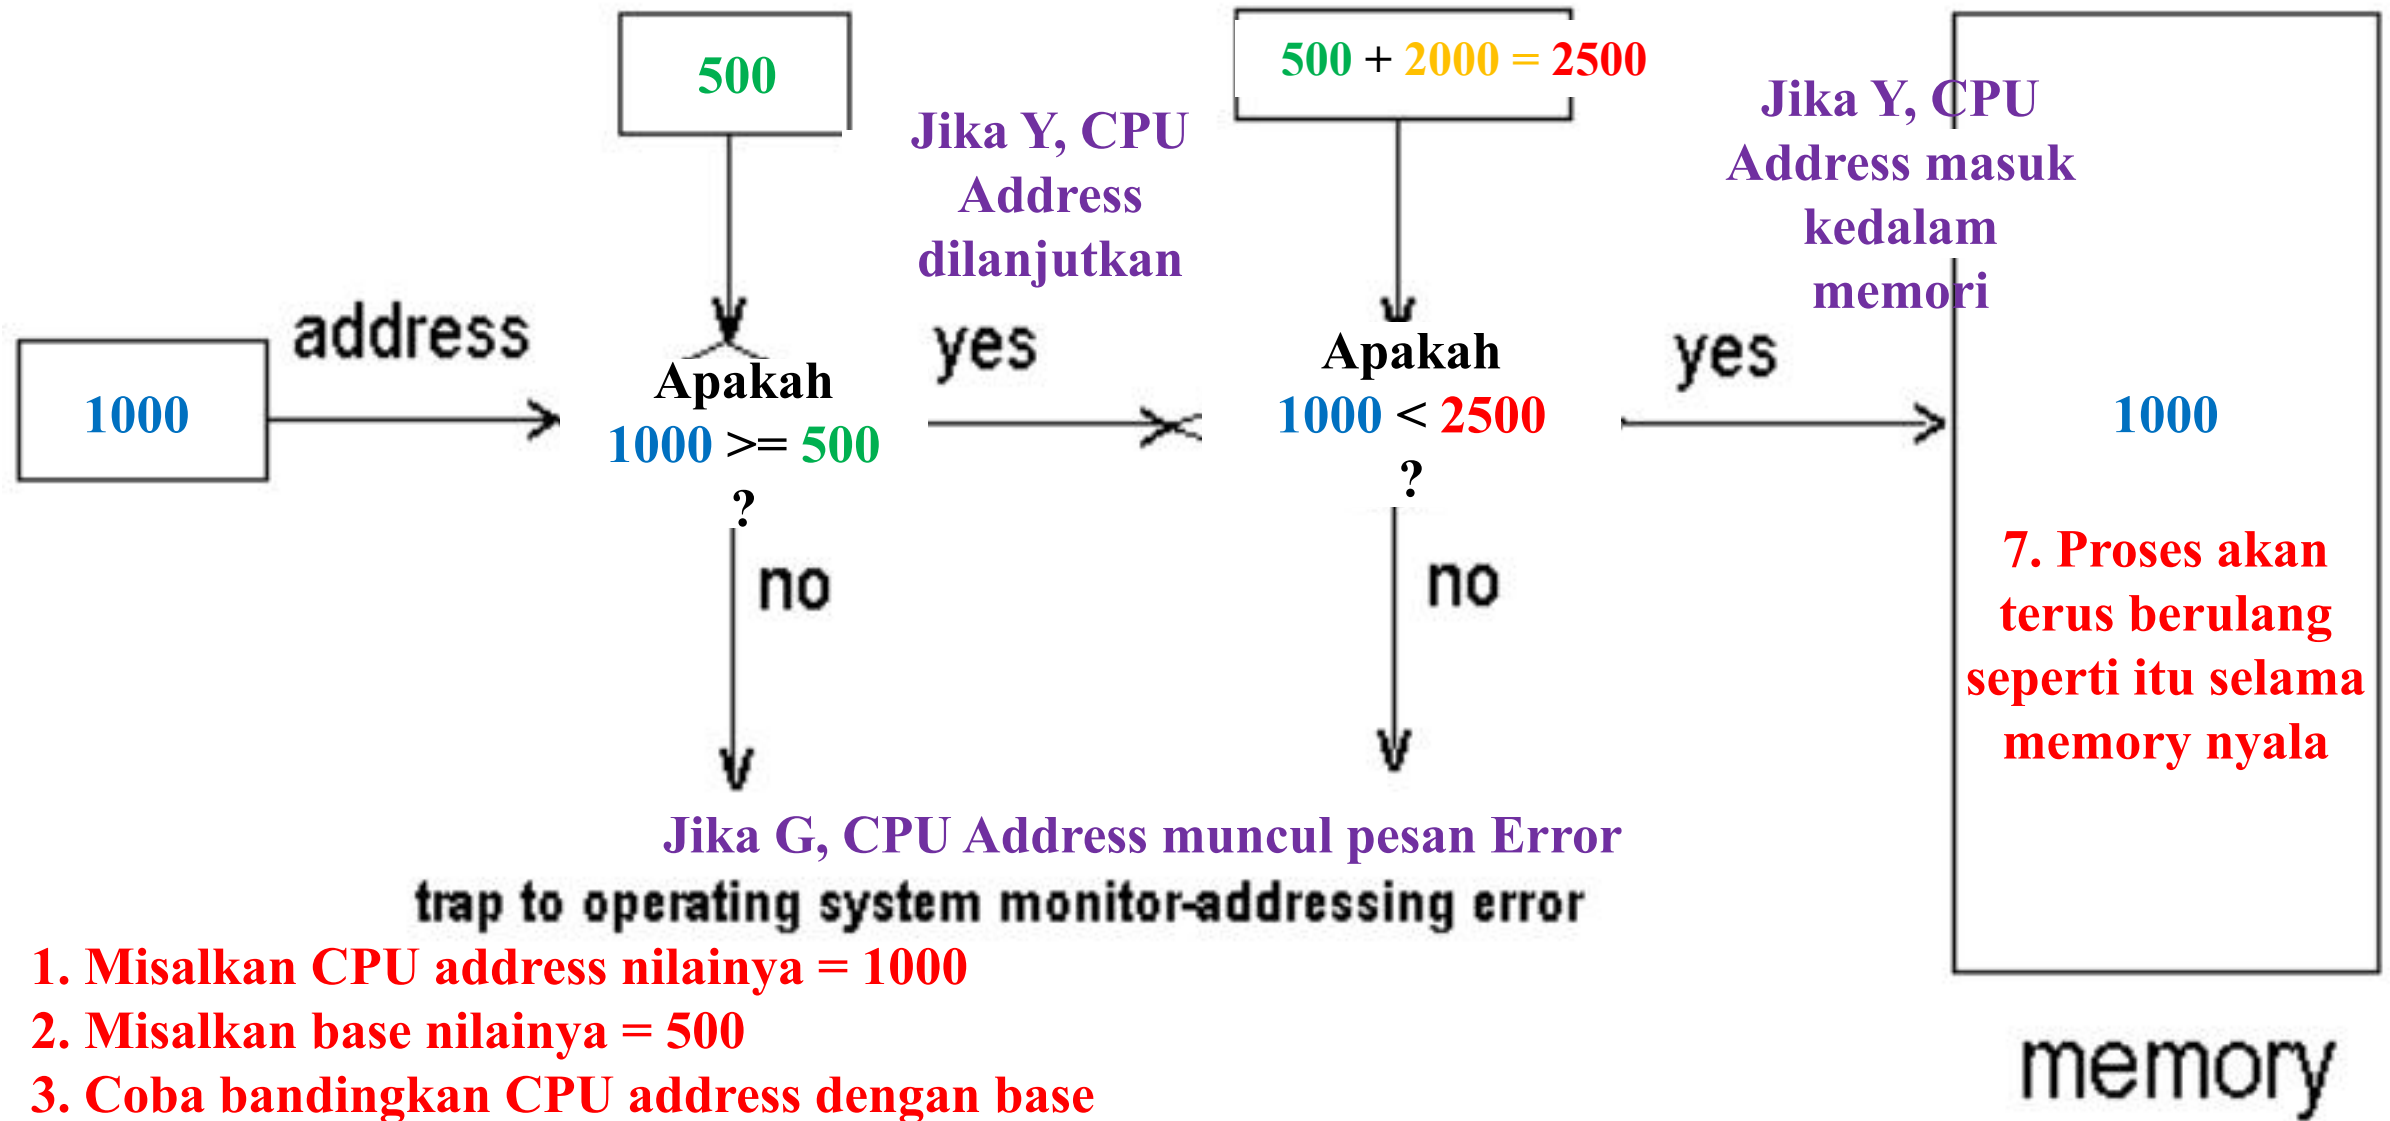 500
500 + 2000 = 2500
Jika Y, CPU
Address
dilanjutkan
Jika Y, CPU
Address masuk
kedalam
memori
1000
address
Apakah
1000 >= 500
?
yes
Apakah
1000 < 2500
?
yes
1000
7. Proses akan
terus berulang
seperti itu selama
memory nyala
no
no
Jika G, CPU Address muncul pesan Error
trap to operating system monitor-addressing error
memory
1. Misalkan CPU address nilainya = 1000
2. Misalkan base nilainya = 500
3. Coba bandingkan CPU address dengan base